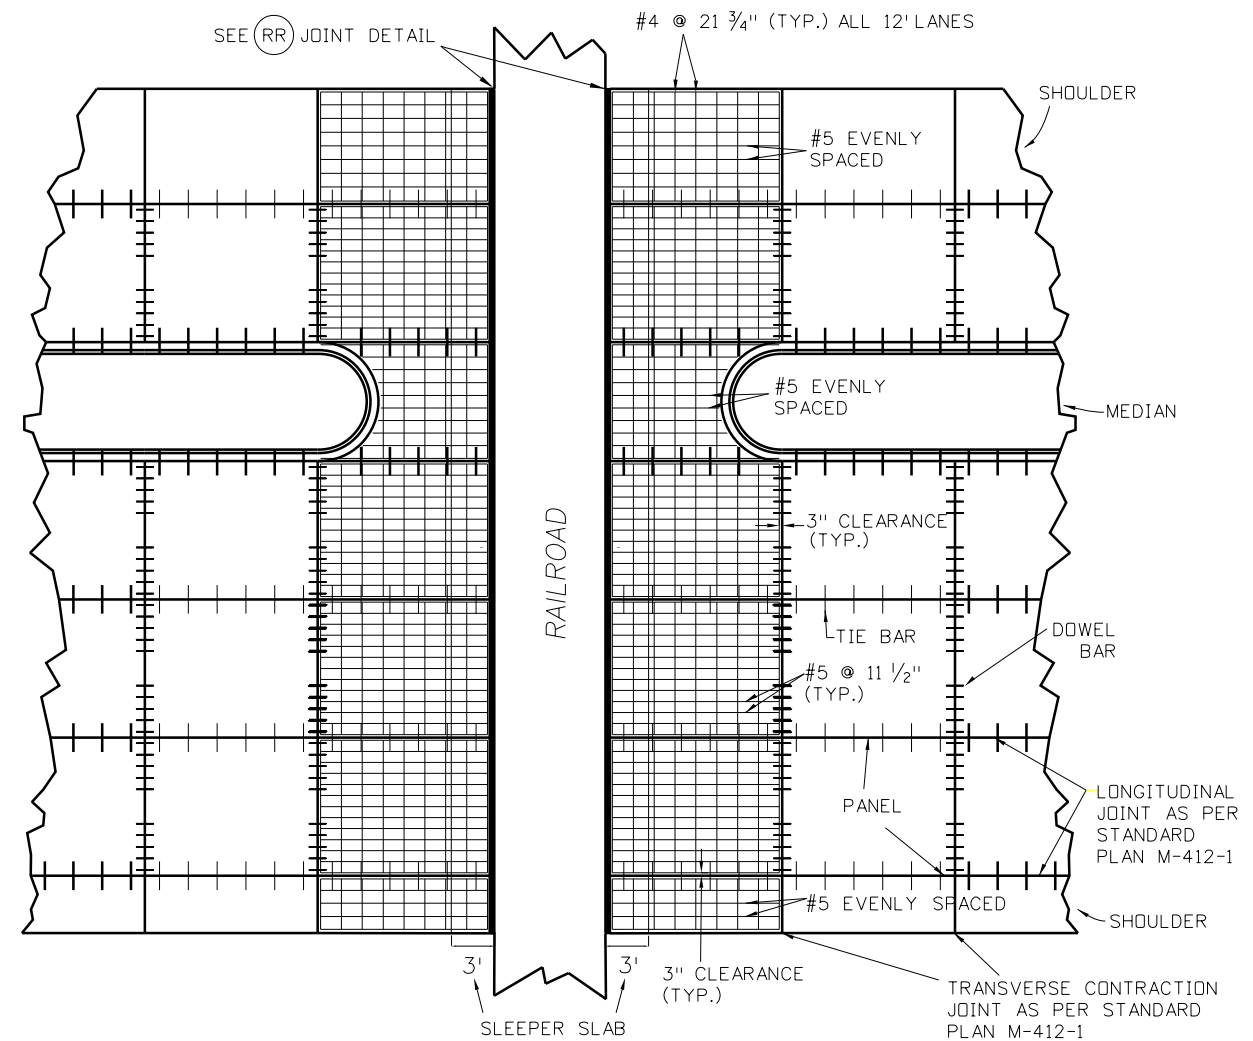 #4 @ 21 3/4" (TYP.) ALL 12' LANES
SEE RR JOINT DETAIL
SHOULDER
#5 EVENLY
SPACED
#5 EVENLY
SPACED
MEDIAN
RAILROAD
3" CLEARANCE
(TYP.)
TIE BAR
DOWEL
BAR
#5 @ 11 1/2"
(TYP.)
PANEL
LONGITUDINAL
JOINT AS PER
STANDARD
PLAN M-412-1
#5 EVENLY SPACED
SHOULDER
3'
3'
3" CLEARANCE
(TYP.)
SLEEPER SLAB
TRANSVERSE CONTRACTION
JOINT AS PER STANDARD
PLAN M-412-1